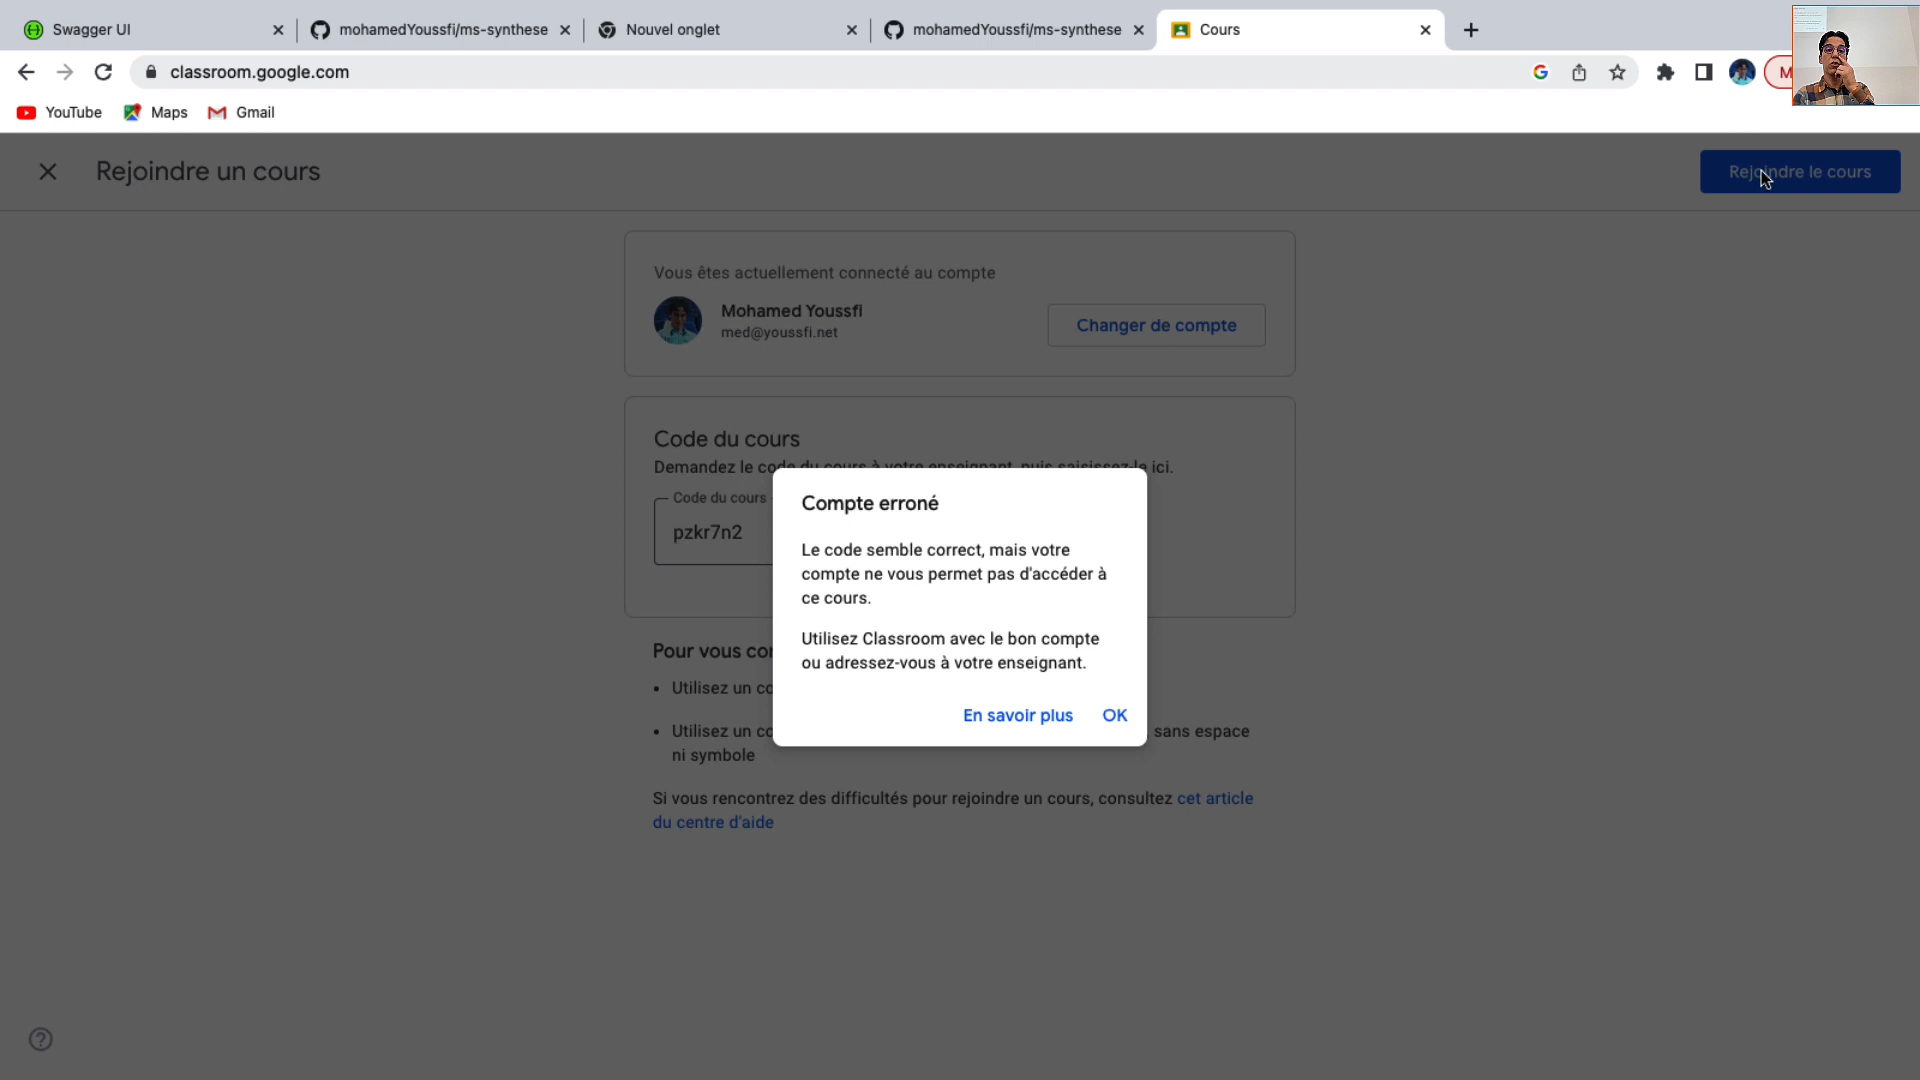 Swagger UI
mohamedYoussfi/ms-synthese
Nouvel onglet
mohamedYoussfi/ms-synthese
Cours
classroom.google.com
M
YouTube
Maps
Gmail
Rejoindre un cours
Rejoindre le cours
Vous êtes actuellement connecté au compte
Mohamed Youssfi
med@youssfi.net
Changer de compte
Code du cours
Demandez le code du cours à votre enseignant, puis saisissez-le ici.
Code du cours
pzkr7n2
Compte erroné
Le code semble correct, mais votre
compte ne vous permet pas d'accéder à
ce cours.
Utilisez Classroom avec le bon compte
ou adressez-vous à votre enseignant.
En savoir plus
OK
Pour vous
Utilisez un
Utilisez un
sans espace
ni symbole
Si vous rencontrez des difficultés pour rejoindre un cours, consultez cet article
du centre d'aide